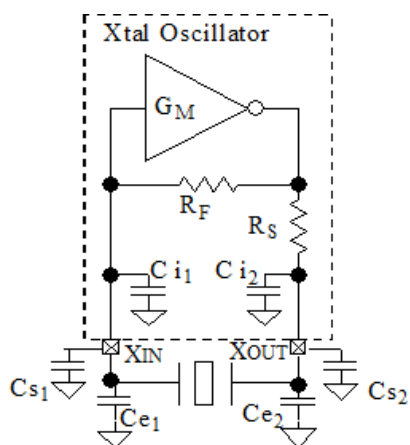 Xtal Oscillator
GM
RF
RS
Ci1
Ci2
XIN
XOUT
Cs1
Cs2
Ce1
Ce2